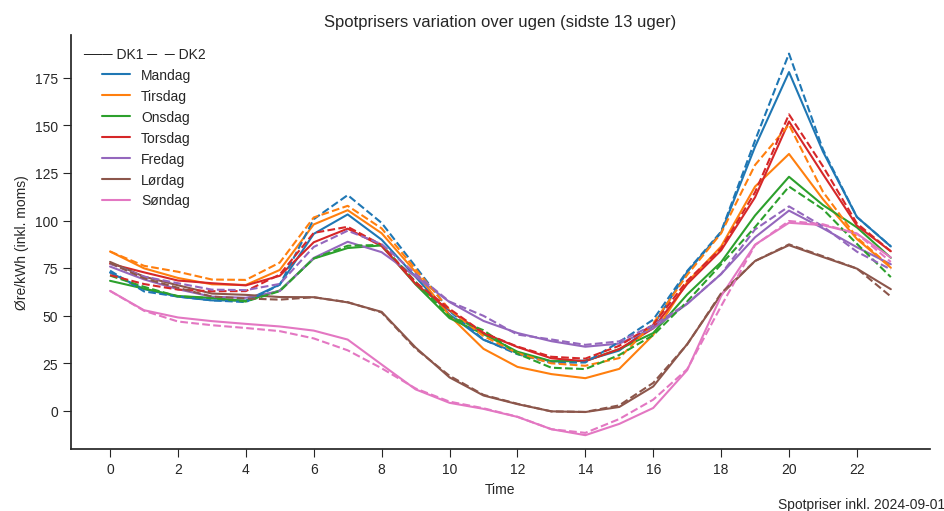 Spotprisers variation over ugen (sidste 13 uger)
DK1 DK2
Mandag
Tirsdag
Onsdag
Torsdag
Fredag
Lørdag
Søndag
Øre/kWh (inkl. moms)
175
150
125
100
75
50
25
0
0 2 4 6 8 10 12 14 16 18 20 22
Time
Spotpriser inkl. 2024-09-01